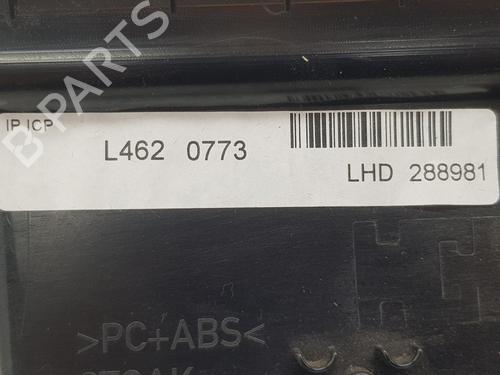 B PARTS
IP ICP
L462 0773
LHD 288981
>PC+ABS<